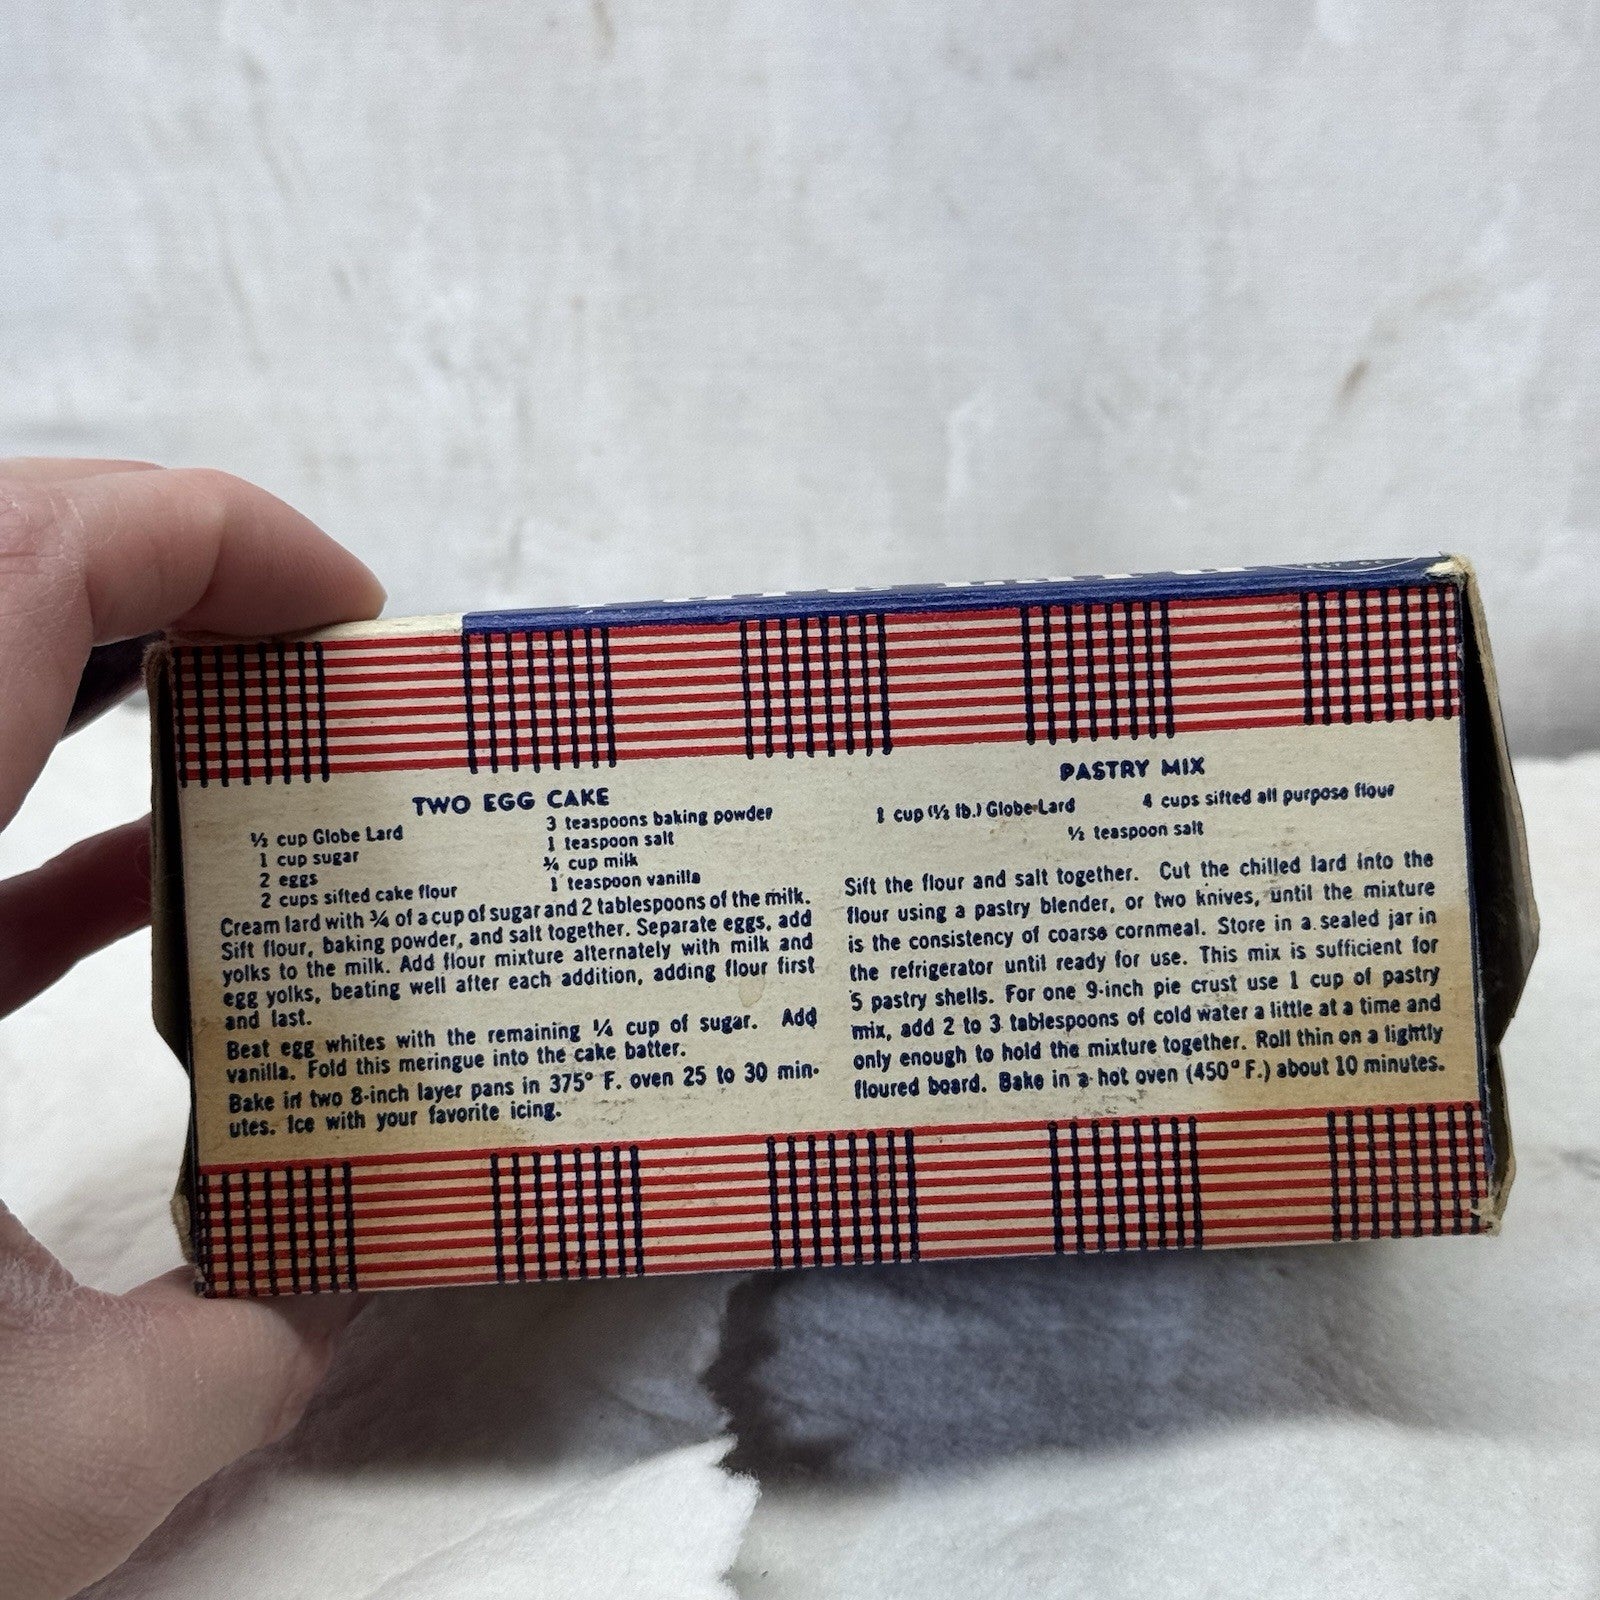 Pure Lard
TWO EGG CAKE
⅓ cup Globe Lard
1 cup sugar
2 eggs
2 cups sifted cake flour
3 teaspoons baking powder
1 teaspoon salt
¾ cup milk
1 teaspoon vanilla
Cream lard with ¾ of a cup of sugar and 2 tablespoons of the milk.
Sift flour, baking powder, and salt together. Separate eggs, add
yolks to the milk. Add flour mixture alternately with milk and
egg yolks, beating well after each addition, adding flour first
and last.
Beat egg whites with the remaining ¼ cup of sugar. Add
vanilla. Fold this meringue into the cake batter.
Bake in two 8-inch layer pans in 375° F. oven 25 to 30 min-
utes. Ice with your favorite icing.
PASTRY MIX
1 cup (½ lb.) Globe Lard
4 cups sifted all purpose flour
½ teaspoon salt
Sift the flour and salt together. Cut the chilled lard into the
flour using a pastry blender, or two knives, until the mixture
is the consistency of coarse cornmeal. Store in a sealed jar in
the refrigerator until ready for use. This mix is sufficient for
5 pastry shells. For one 9-inch pie crust use 1 cup of pastry
mix, add 2 to 3 tablespoons of cold water a little at a time and
only enough to hold the mixture together. Roll thin on a lightly
floured board. Bake in a hot oven (450° F.) about 10 minutes.